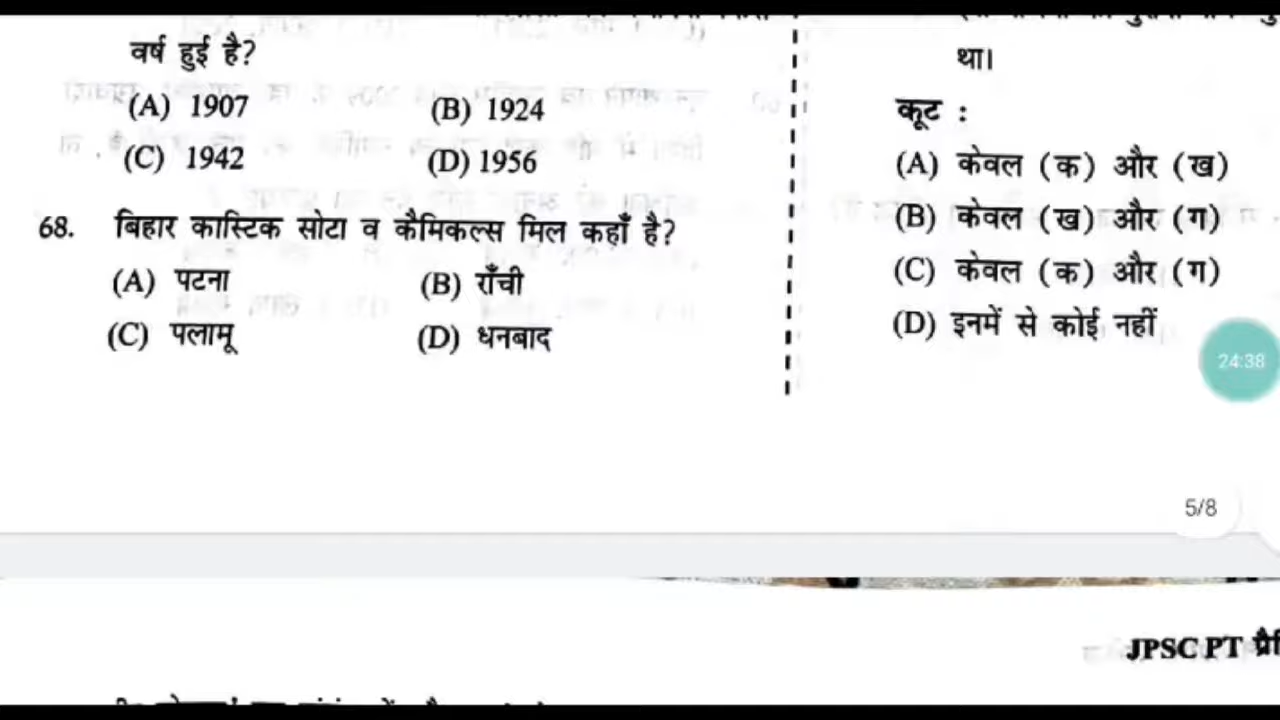 वर्ष हुई है?
(A) 1907 (B) 1924
(C) 1942 (D) 1956
68. बिहार कास्टिक सोटा व कैमिकल्स मिल कहाँ है?
(A) पटना (B) राँची
(C) पलामू (D) धनबाद
था।
कूट :
(A) केवल (क) और (ख)
(B) केवल (ख) और (ग)
(C) केवल (क) और (ग)
(D) इनमें से कोई नहीं
24:38
5/8
JPSC PT